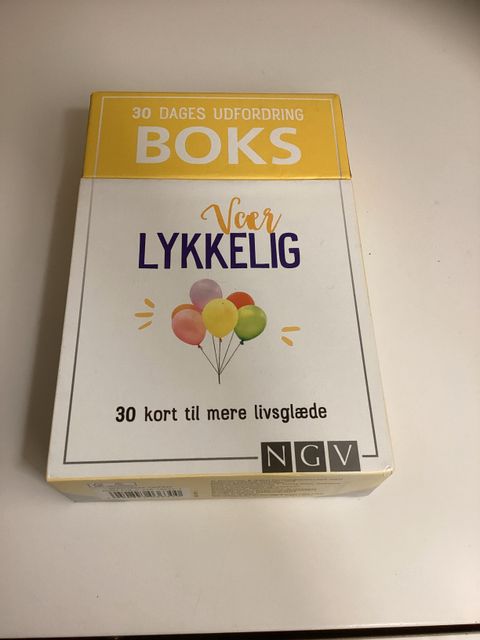 30 DAGES UDFORDRING
BOKS
Vær
LYKKELIG
30 kort til mere livsglæde
NGV